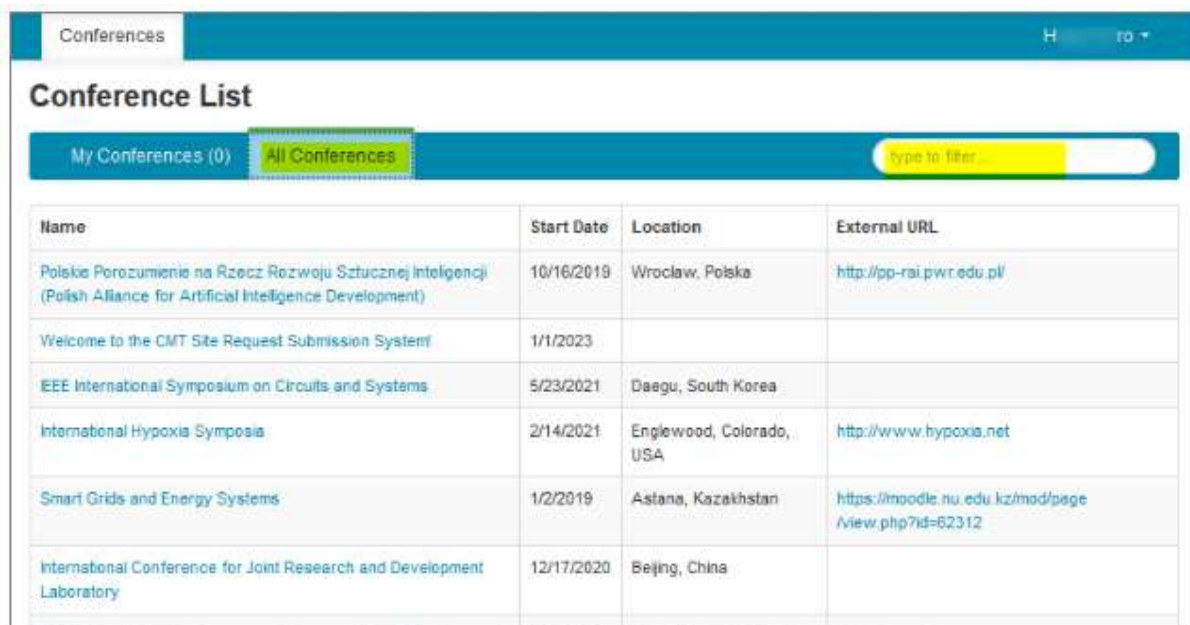 Conferences
H ro
Conference List
My Conferences (0) All Conferences type to filter ...
Name Start Date Location External URL
Polskie Porozumienie na Rzecz Rozwoju Sztucznej Inteligencji 10/16/2019 Wroclaw, Polska http://pp-rai.pwr.edu.pl/
(Polish Alliance for Artificial Intelligence Development)
Welcome to the CMT Site Request Submission System! 1/1/2023
IEEE International Symposium on Circuits and Systems 5/23/2021 Daegu, South Korea
International Hypoxia Symposia 2/14/2021 Englewood, Colorado, http://www.hypoxia.net
USA
Smart Grids and Energy Systems 1/2/2019 Astana, Kazakhstan https://moodle.nu.edu.kz/mod/page
/view.php?id=62312
International Conference for Joint Research and Development 12/17/2020 Beijing, China
Laboratory